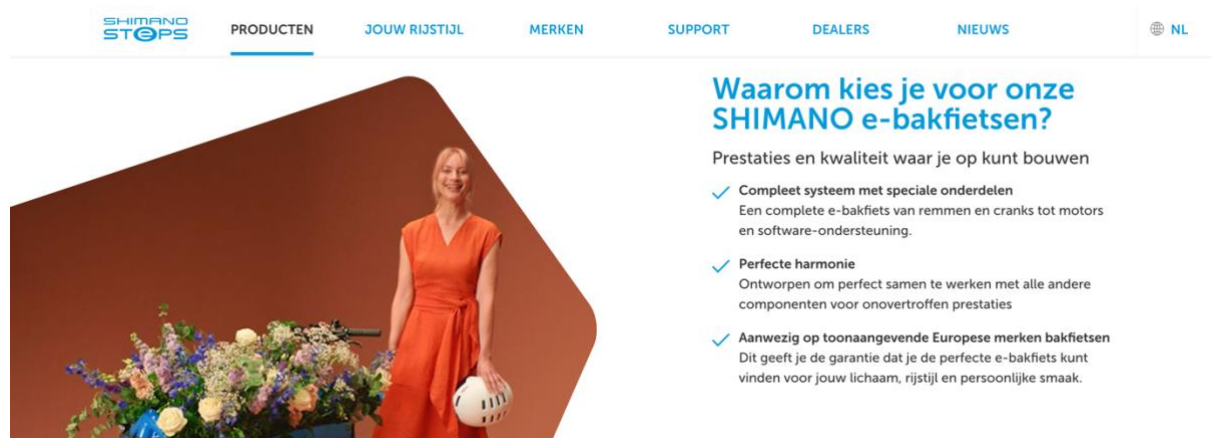 SHIMANO
STEPS
PRODUCTEN
JOUW RIJSTIJL
MERKEN
SUPPORT
DEALERS
NIEUWS
NL
Waarom kies je voor onze
SHIMANO e-bakfietsen?
Prestaties en kwaliteit waar je op kunt bouwen
Compleet systeem met speciale onderdelen
Een complete e-bakfiets van remmen en cranks tot motors
en software-ondersteuning.
Perfecte harmonie
Ontworpen om perfect samen te werken met alle andere
componenten voor onovertroffen prestaties
Aanwezig op toonaangevende Europese merken bakfietsen
Dit geeft je de garantie dat je de perfecte e-bakfiets kunt
vinden voor jouw lichaam, rijstijl en persoonlijke smaak.